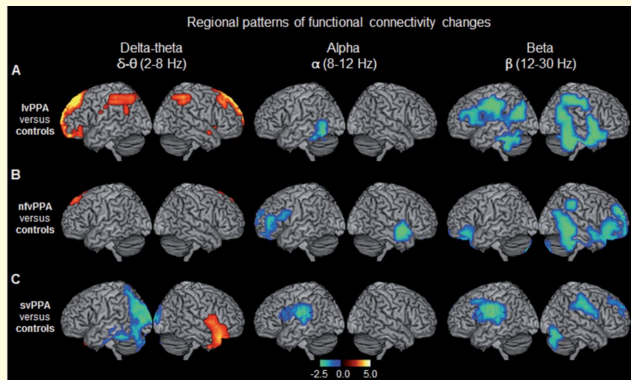 Regional patterns of functional connectivity changes
Delta-theta
δ-θ (2-8 Hz)
Alpha
α (8-12 Hz)
Beta
β (12-30 Hz)
A
lvPPA
versus
controls
B
nfvPPA
versus
controls
C
svPPA
versus
controls
-2.5 0.0 5.0